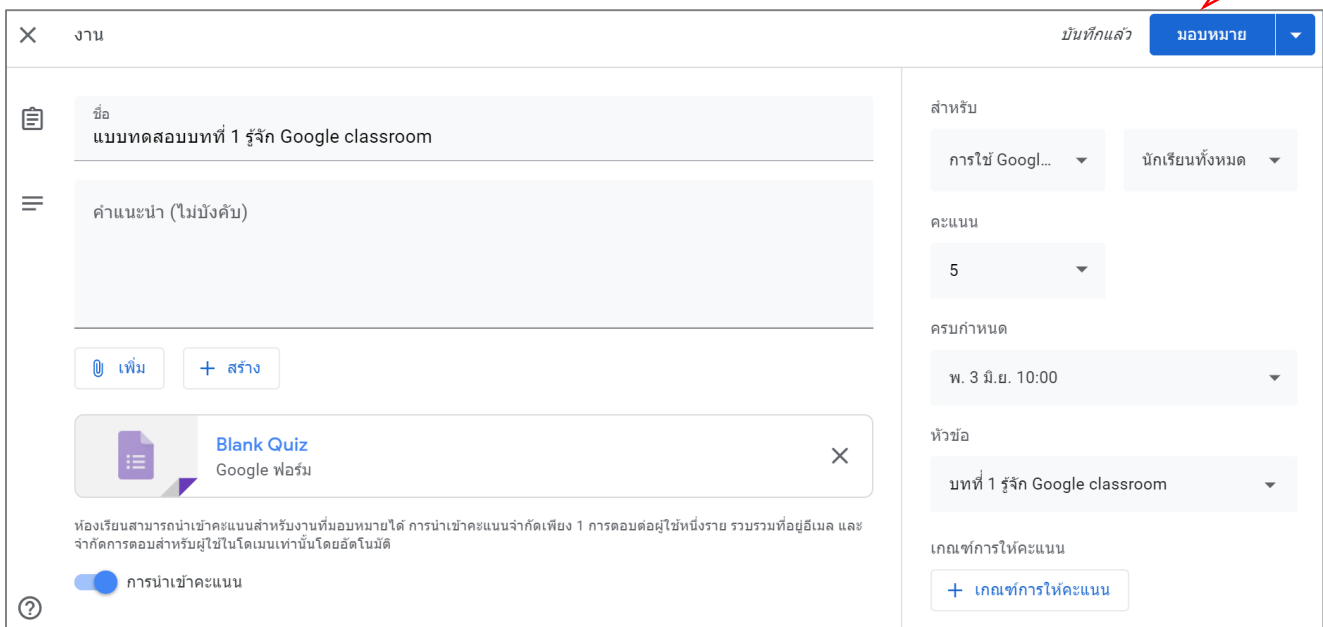 งาน
บันทึกแล้ว
มอบหมาย
ชื่อ
แบบทดสอบบทที่ 1 รู้จัก Google classroom
คำแนะนำ (ไม่บังคับ)
เพิ่ม
สร้าง
Blank Quiz
Google ฟอร์ม
ห้องเรียนสามารถนำเข้าคะแนนสำหรับงานที่มอบหมายได้ การนำเข้าคะแนนจำกัดเพียง 1 การตอบต่อผู้ใช้หนึ่งราย รวบรวมที่อยู่อีเมล และ
จำกัดการตอบสำหรับผู้ใช้ในโดเมนเท่านั้นโดยอัตโนมัติ
การนำเข้าคะแนน
สำหรับ
การใช้ Googl...
นักเรียนทั้งหมด
คะแนน
5
ครบกำหนด
พ. 3 มิ.ย. 10:00
หัวข้อ
บทที่ 1 รู้จัก Google classroom
เกณฑ์การให้คะแนน
+ เกณฑ์การให้คะแนน